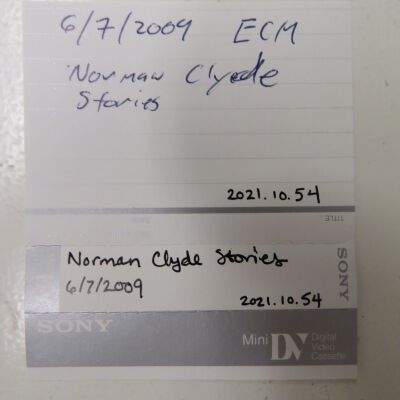 6/7/2009 ECM
Norman Clyde
Stories
2021.10.54
TITLE
SONY
Norman Clyde Stories
6/7/2009
2021.10.54
SONY
Mini DV Digital
Video
Cassette